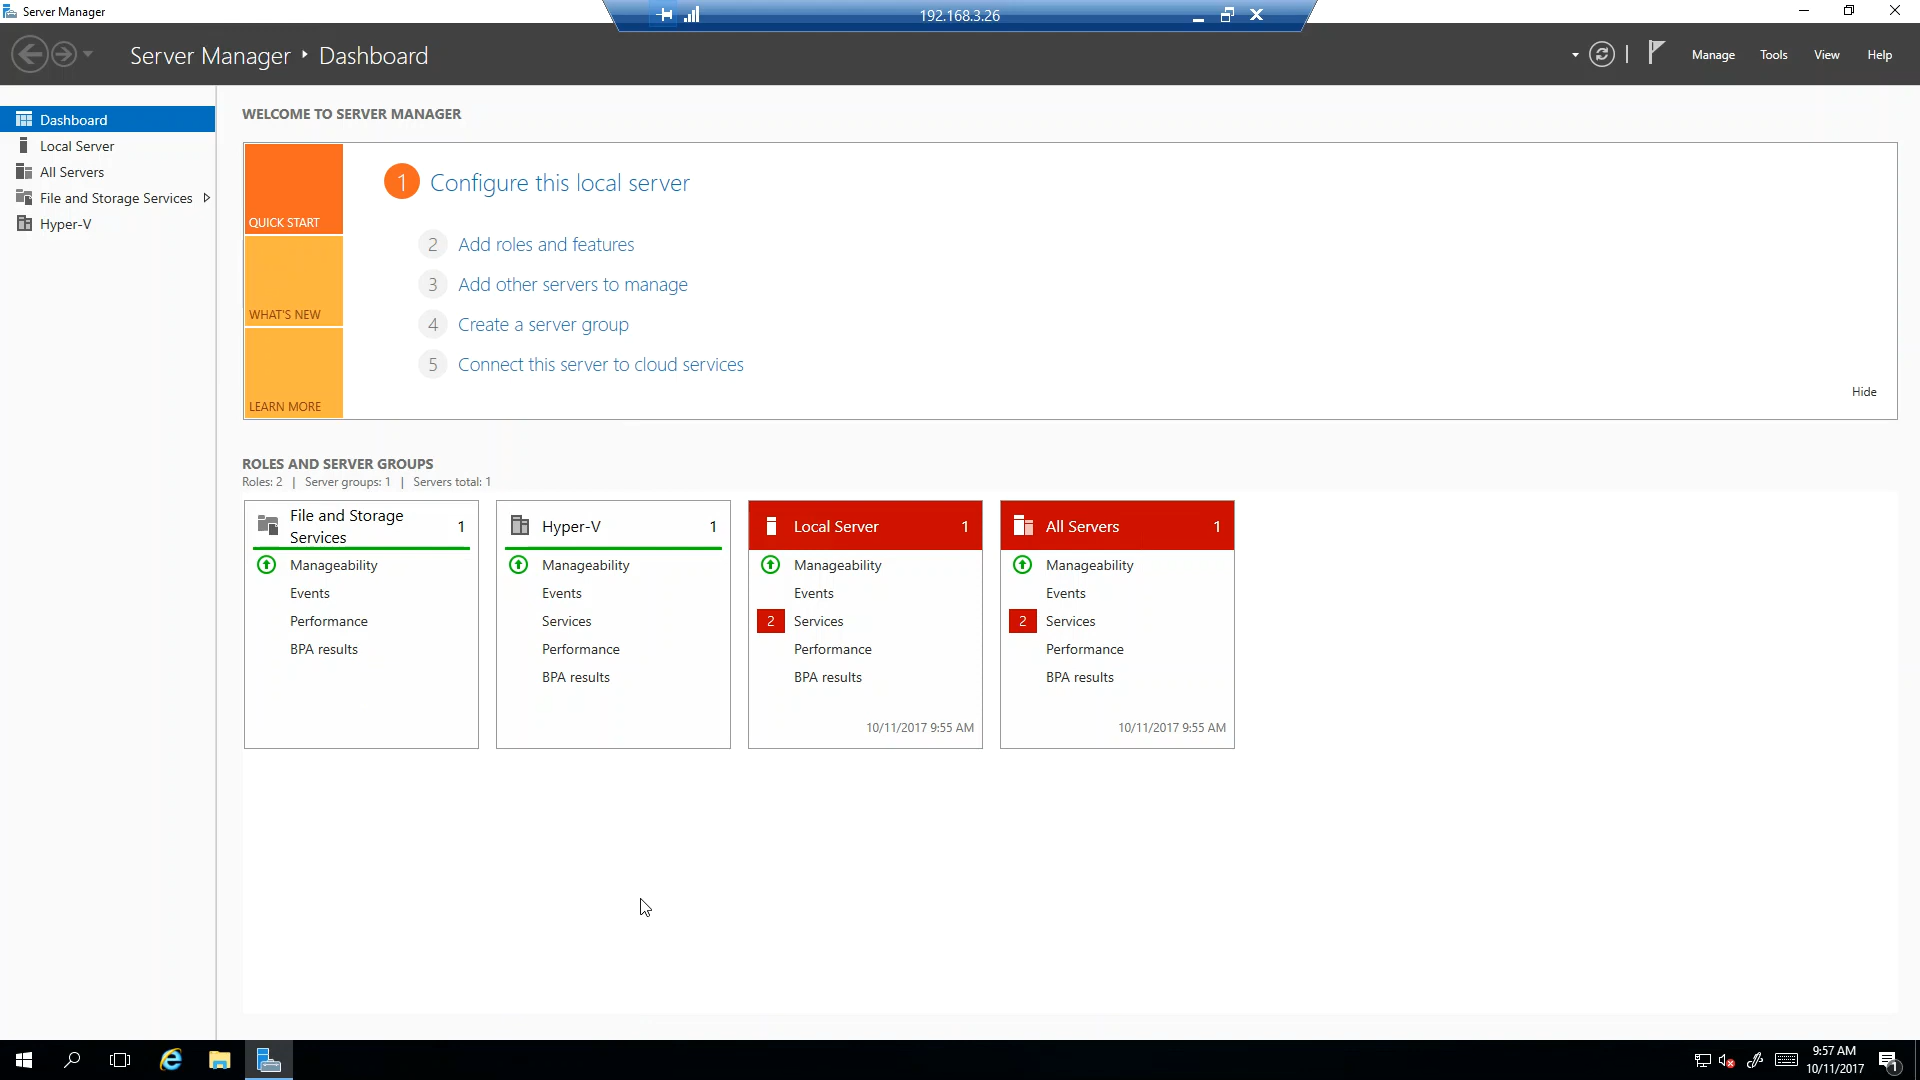 Server Manager
192.168.3.26
Server Manager ‣ Dashboard
Manage
Tools
View
Help
Dashboard
Local Server
All Servers
File and Storage Services
Hyper-V
WELCOME TO SERVER MANAGER
QUICK START
WHAT'S NEW
LEARN MORE
1 Configure this local server
2 Add roles and features
3 Add other servers to manage
4 Create a server group
5 Connect this server to cloud services
Hide
ROLES AND SERVER GROUPS
Roles: 2 | Server groups: 1 | Servers total: 1
File and Storage
Services
1
Manageability
Events
Performance
BPA results
Hyper-V 1
Manageability
Events
Services
Performance
BPA results
Local Server 1
Manageability
Events
2 Services
Performance
BPA results
10/11/2017 9:55 AM
All Servers 1
Manageability
Events
2 Services
Performance
BPA results
10/11/2017 9:55 AM
9:57 AM
10/11/2017
1